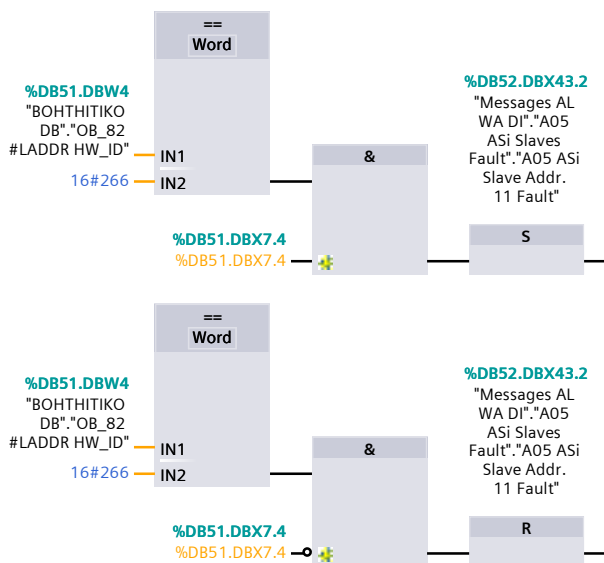 ==
Word
%DB51.DBW4
"BOHTHITIKO
DB"."OB_82
#LADDR HW_ID"
IN1
16#266
IN2
&
%DB51.DBX7.4
%DB51.DBX7.4
%DB52.DBX43.2
"Messages AL
WA DI"."A05
ASi Slaves
Fault"."A05 ASi
Slave Addr.
11 Fault"
S
==
Word
%DB51.DBW4
"BOHTHITIKO
DB"."OB_82
#LADDR HW_ID"
IN1
16#266
IN2
&
%DB51.DBX7.4
%DB51.DBX7.4
%DB52.DBX43.2
"Messages AL
WA DI"."A05
ASi Slaves
Fault"."A05 ASi
Slave Addr.
11 Fault"
R